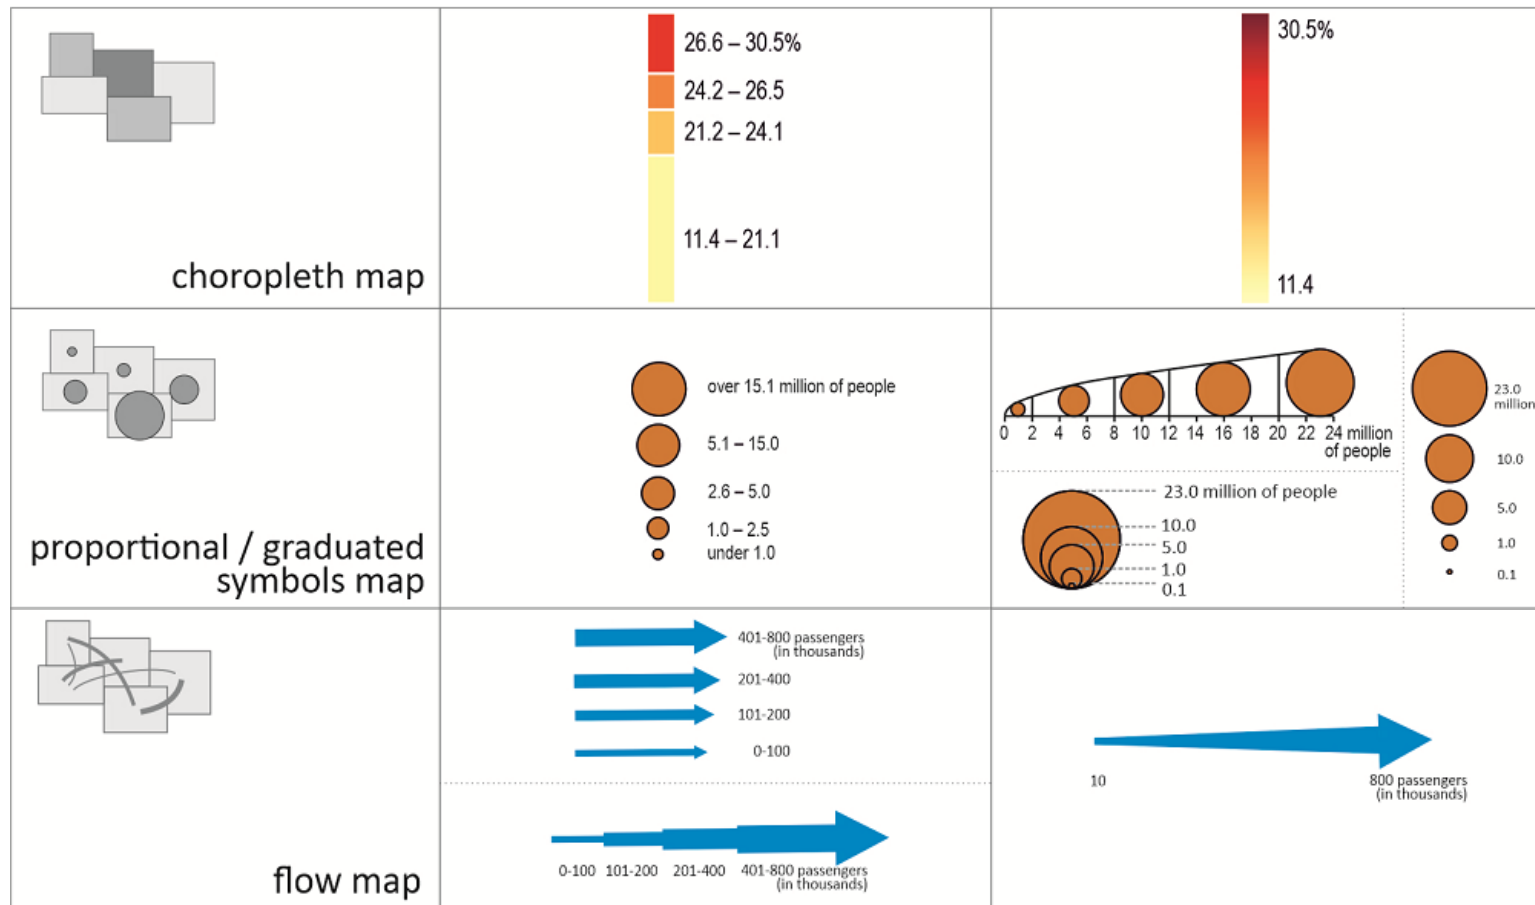 26.6 – 30.5%
24.2 – 26.5
21.2 – 24.1
11.4 – 21.1
30.5%
11.4
choropleth map
over 15.1 million of people
5.1 – 15.0
2.6 – 5.0
1.0 – 2.5
under 1.0
0 2 4 6 8 10 12 14 16 18 20 22 24 million
of people
23.0 million of people
10.0
5.0
1.0
0.1
23.0
million
10.0
5.0
1.0
0.1
proportional / graduated
symbols map
401-800 passengers
(in thousands)
201-400
101-200
0-100
0-100 101-200 201-400 401-800 passengers
(in thousands)
10 800 passengers
(in thousands)
flow map